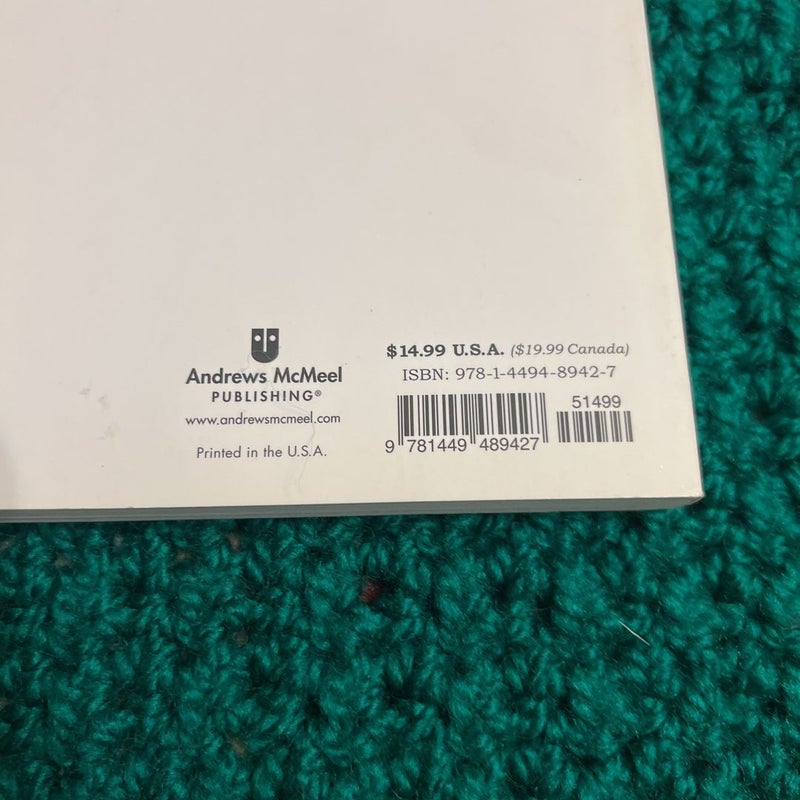 Andrews McMeel
PUBLISHING®
www.andrewsmcmeel.com
Printed in the U.S.A.
$14.99 U.S.A. ($19.99 Canada)
ISBN: 978-1-4494-8942-7
51499
9 781449 489427